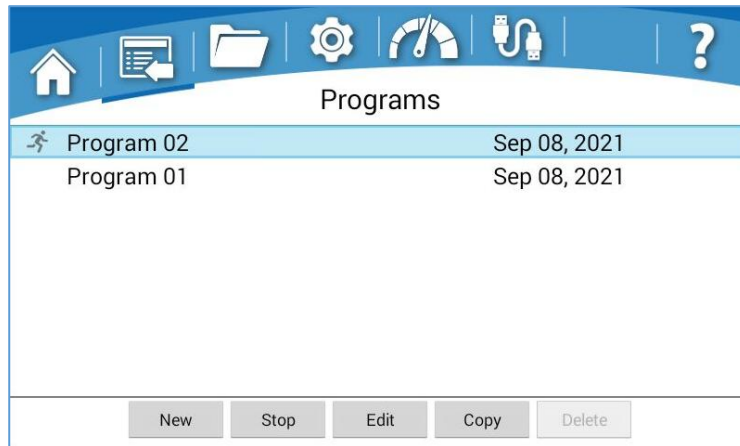 ?
Programs
Program 02 Sep 08, 2021
Program 01 Sep 08, 2021
New Stop Edit Copy Delete